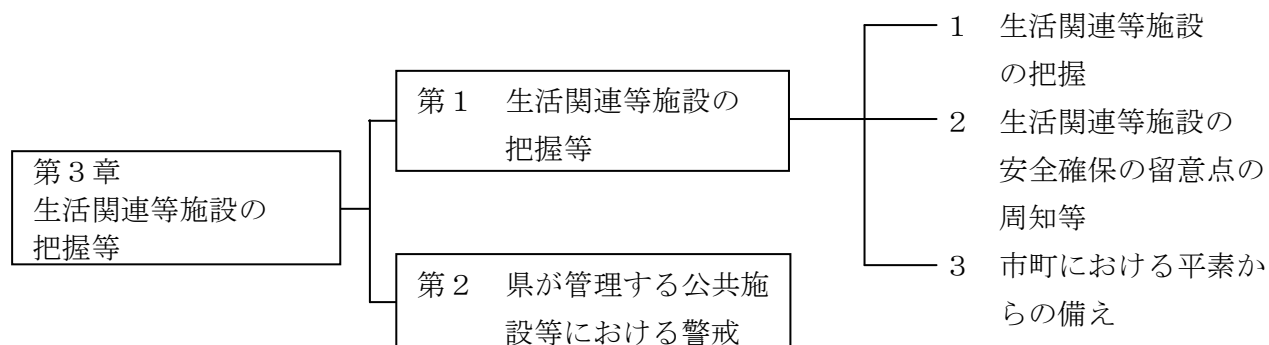 第３章
生活関連等施設の
把握等
第１　生活関連等施設の
把握等
１　生活関連等施設
の把握
２　生活関連等施設の
安全確保の留意点の
周知等
３　市町における平素か
らの備え
第２　県が管理する公共施
設等における警戒